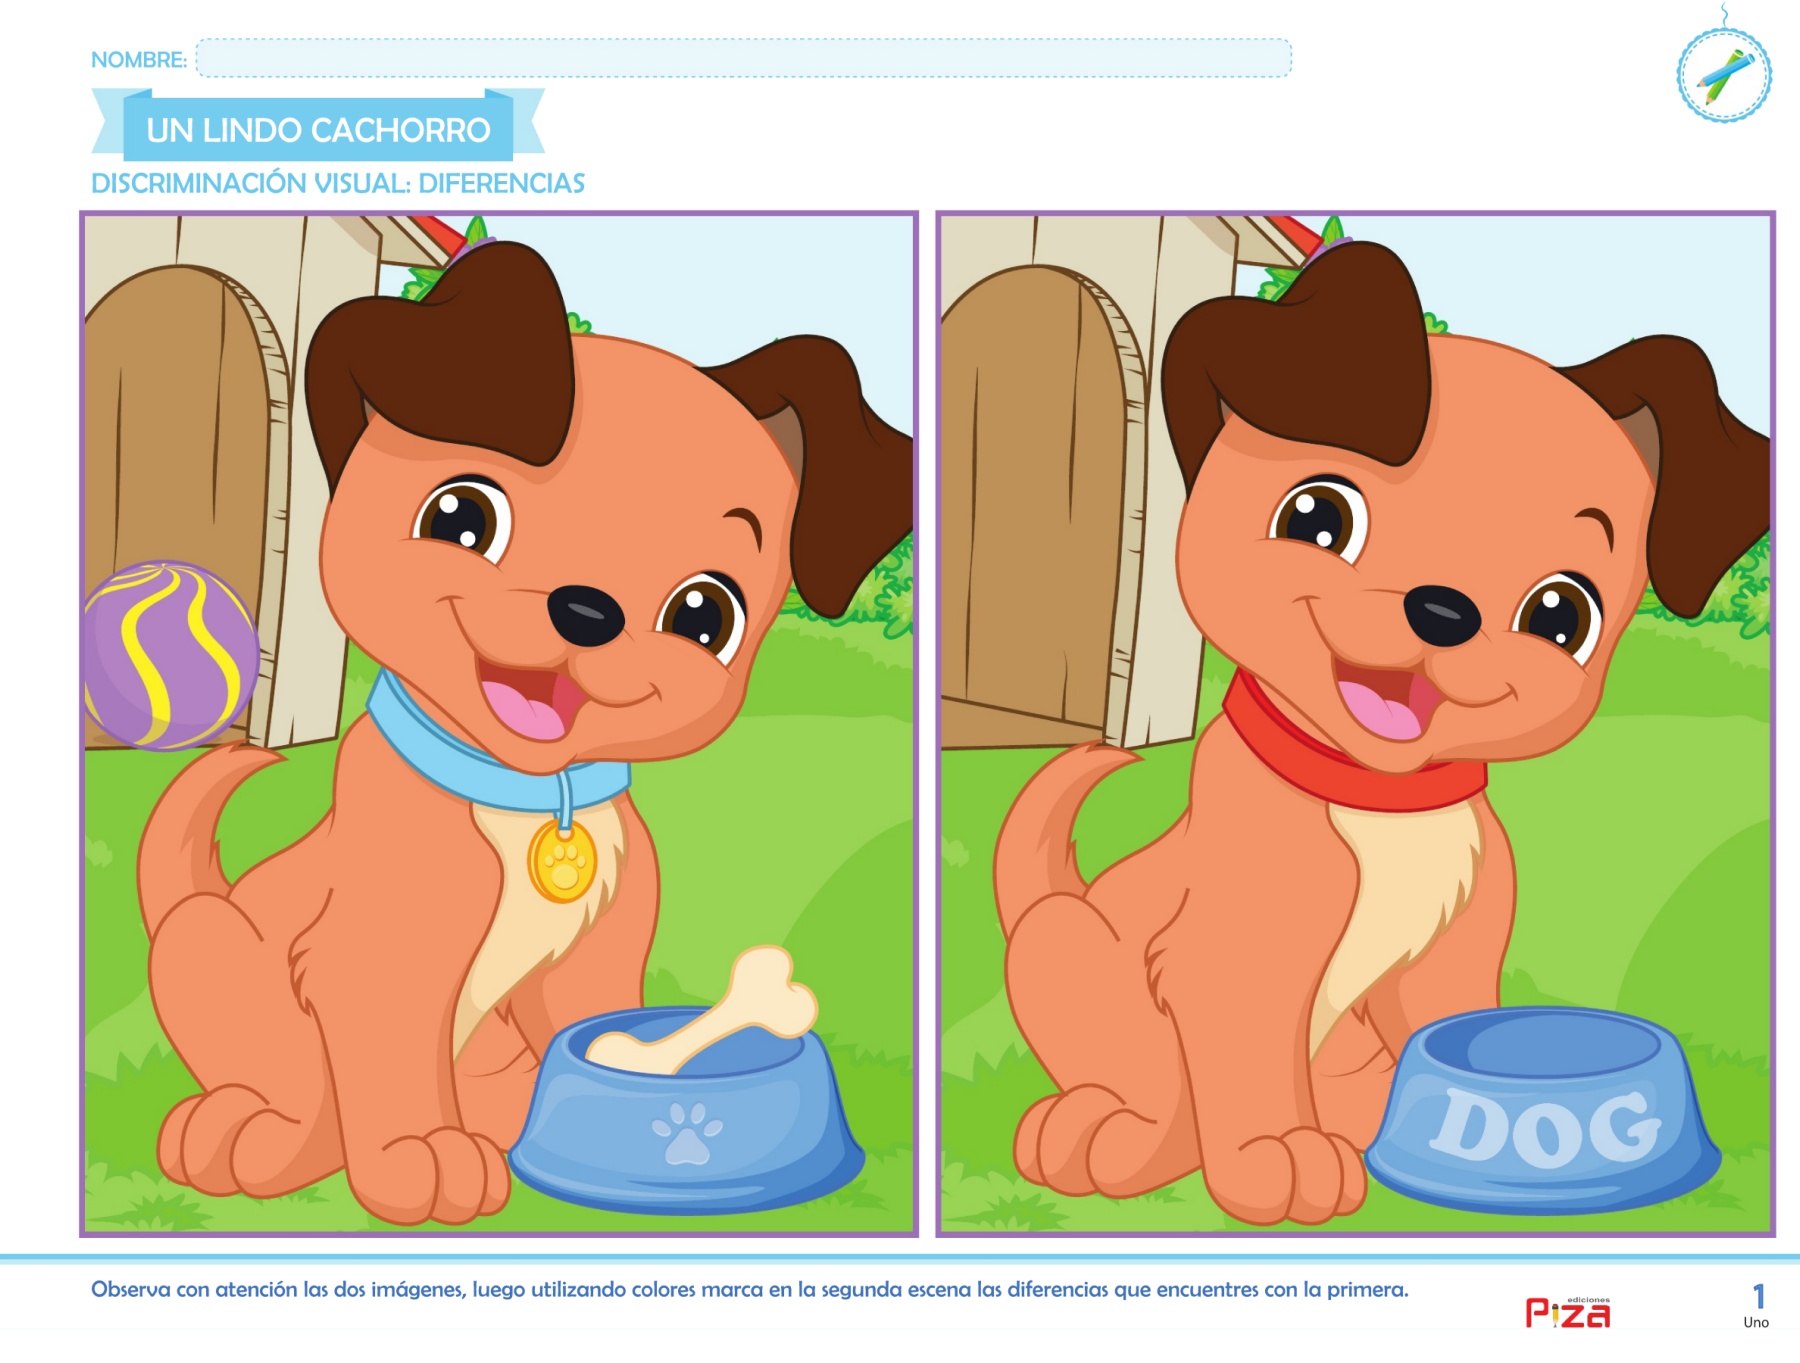 NOMBRE:
UN LINDO CACHORRO
DISCRIMINACIÓN VISUAL: DIFERENCIAS
DOG
Observa con atención las dos imágenes, luego utilizando colores marca en la segunda escena las diferencias que encuentres con la primera.
ediciones
Piza
1
Uno